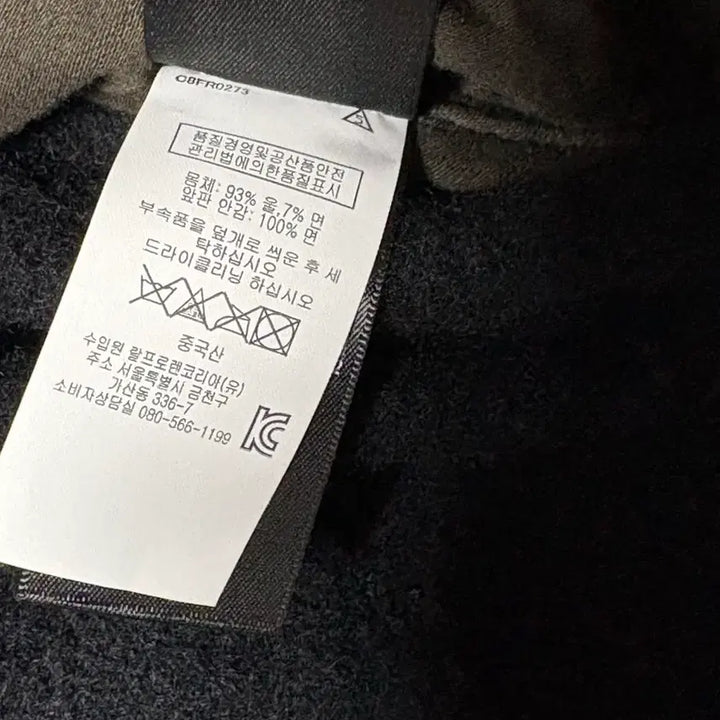 CBFR0273
3
품질경영및공산품안전
관리법에의한품질표시
몸체: 93% 울,7% 면
앞판 안감: 100% 면
부속품을 덮개로 씌운 후 세
탁하십시오
드라이클리닝 하십시오
중국산
수입원 랄프로렌코리아(유)
주소 서울특별시 금천구
가산동 336-7
소비자상담실 080-566-1199